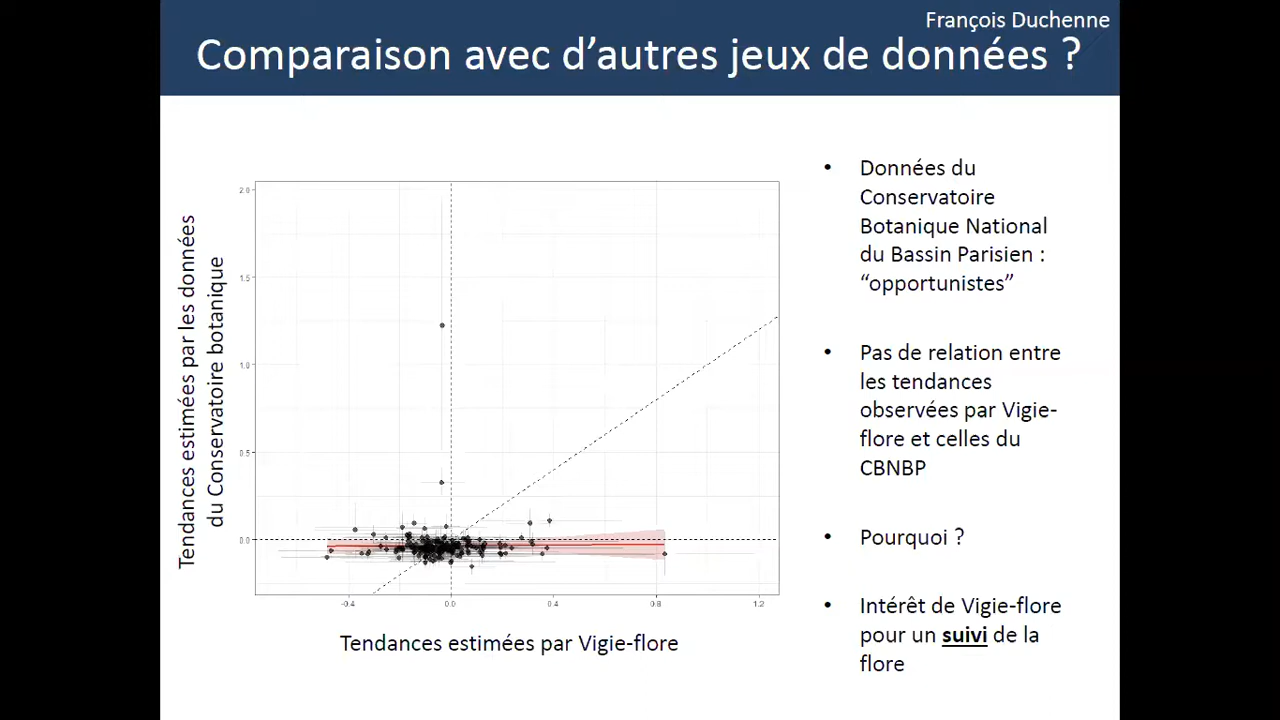 François Duchenne
Comparaison avec d’autres jeux de données ?
Tendances estimées par les données
du Conservatoire botanique
2.0
1.5
1.0
0.5
0.0
-0.4
0.0
0.4
0.8
1.2
Tendances estimées par Vigie-flore
• Données du
Conservatoire
Botanique National
du Bassin Parisien :
“opportunistes”
• Pas de relation entre
les tendances
observées par Vigie-
flore et celles du
CBNBP
• Pourquoi ?
• Intérêt de Vigie-flore
pour un suivi de la
flore